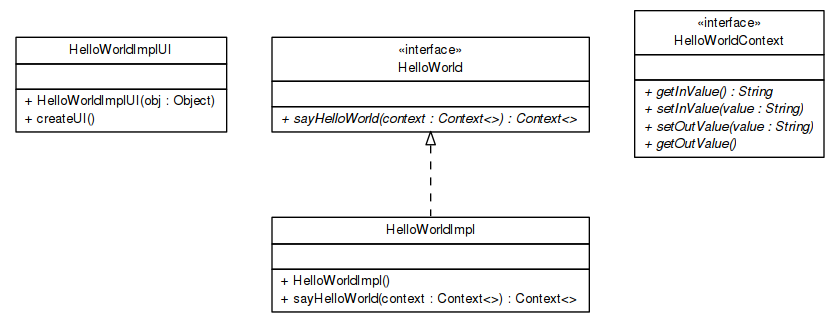 HelloWorldImplUI
+ HelloWorldImplUI(obj : Object)
+ createUI()
«interface»
HelloWorld
+ sayHelloWorld(context : Context<>) : Context<>
«interface»
HelloWorldContext
+ getInValue() : String
+ setInValue(value : String)
+ setOutValue(value : String)
+ getOutValue()
HelloWorldImpl
+ HelloWorldImpl()
+ sayHelloWorld(context : Context<>) : Context<>